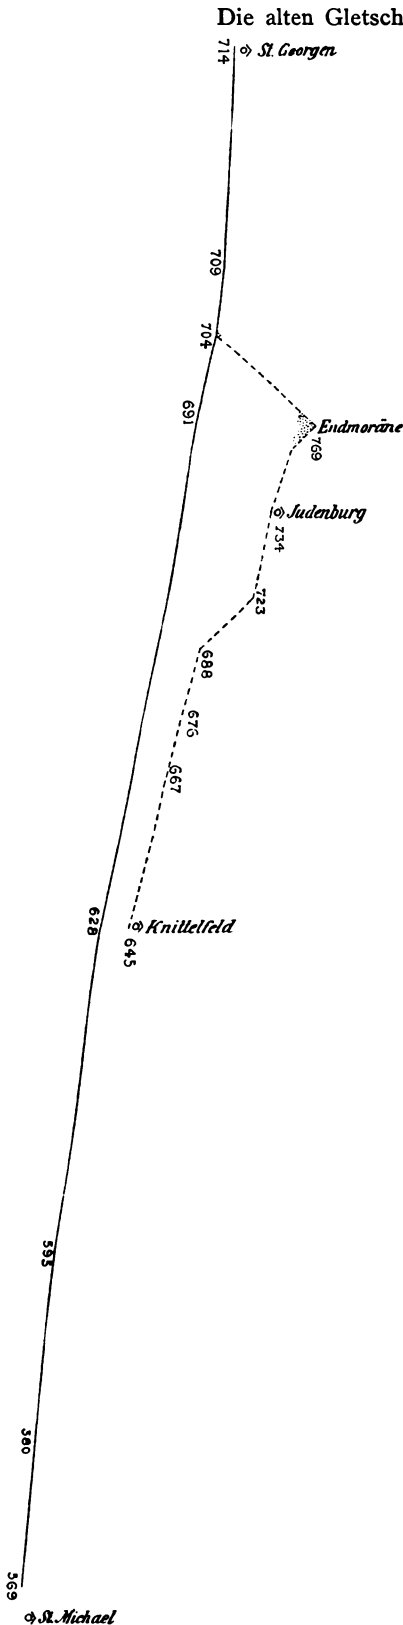 Die alten Gletsch
714
St. Georgen
709
704
691
Endmoräne
769
Judenburg
734
723
688
676
667
628
Knittelfeld
645
595
580
569
St. Michael